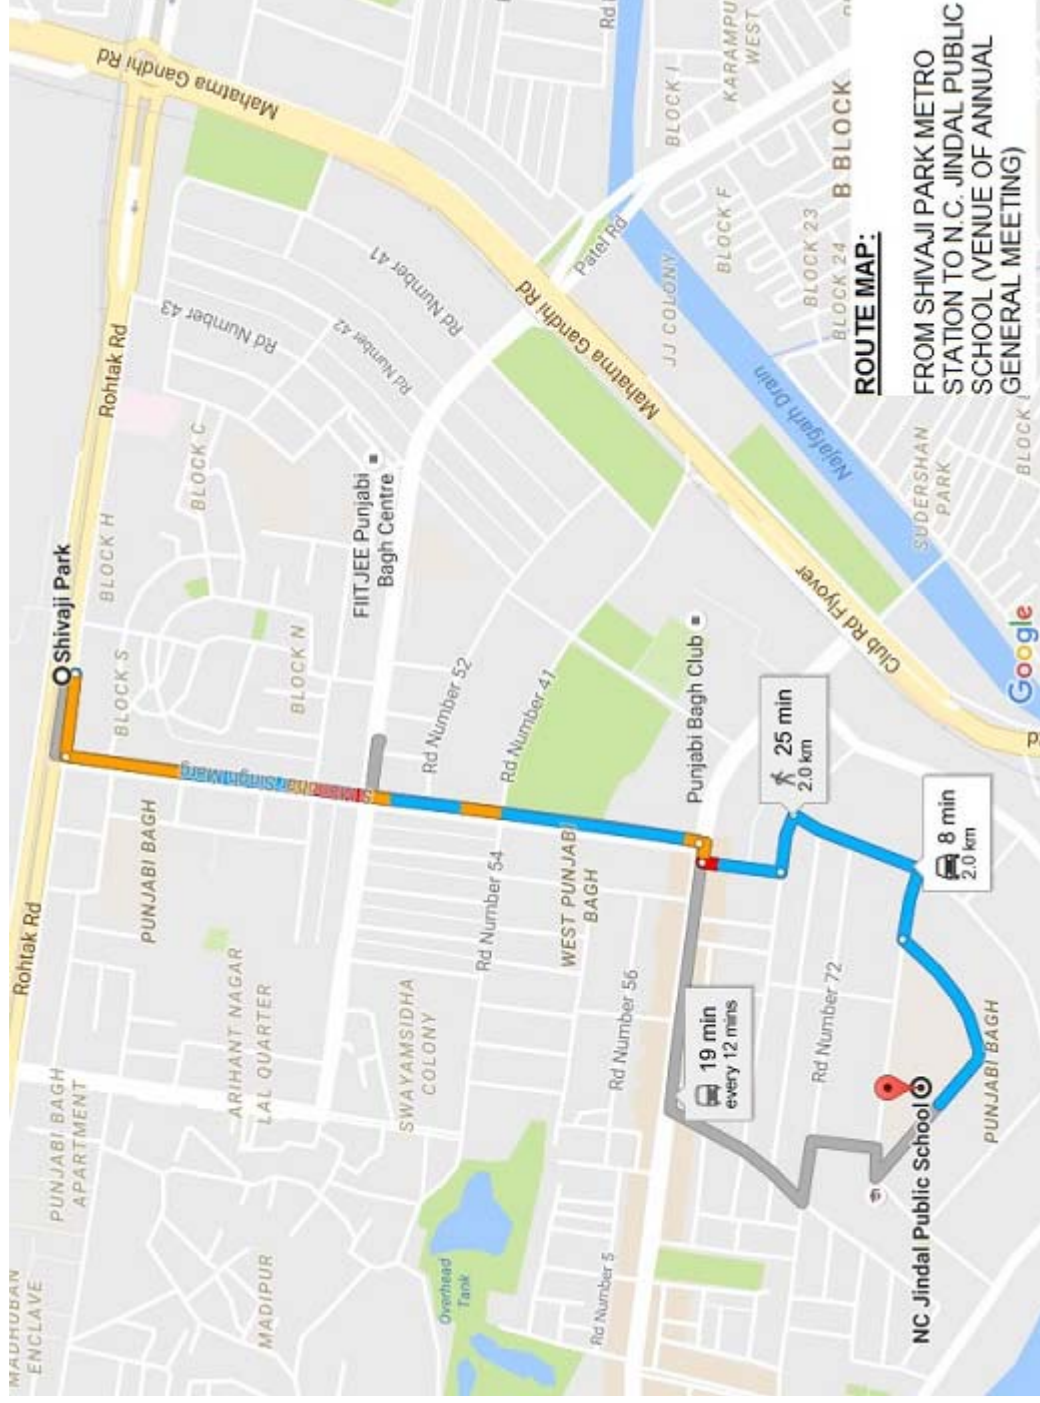 ROUTE MAP:
FROM SHIVAJI PARK METRO
STATION TO N.C. JINDAL PUBLIC
SCHOOL (VENUE OF ANNUAL
GENERAL MEETING)
MADHUBAN
ENCLAVE
PUNJABI BAGH
APARTMENT
Rohtak Rd
Shivaji Park
Rohtak Rd
Mahatma Gandhi Rd
BLOCK S
BLOCK H
PUNJABI BAGH
ARIHANT NAGAR
LAL QUARTER
MADIPUR
BLOCK C
Rd Number 43
BLOCK N
Rd Number 42
Rd Number 41
FIITJEE Punjabi
Bagh Centre
SWAYAMSIDHA
COLONY
Overhead
Tank
Rd Number 52
Rd Number 54
Rd Number 41
Mahatma Gandhi Rd
Patel Rd
WEST PUNJABI
BAGH
Rd Number 5
Rd Number 56
Mahatma Gandhi Rd
JJ COLONY
BLOCK I
BLOCK F
KARAMPU
WEST
Punjabi Bagh Club
19 min
every 12 mins
25 min
2.0 km
Rd Number 72
Club Rd Flyover
Najafgarh Drain
BLOCK 23
BLOCK 24
B BLOCK
NC Jindal Public School
8 min
2.0 km
PUNJABI BAGH
SUDERSHAN
PARK
Google